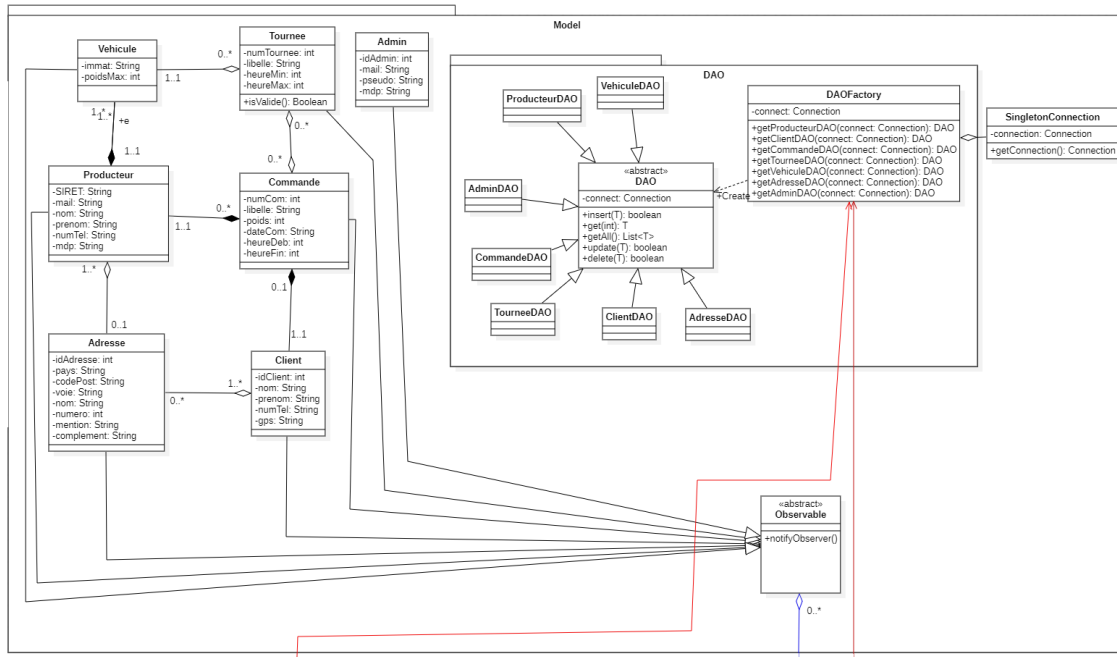 Model
Vehicule
-immat: String
-poidsMax: int
0..*
1..1
Tournee
-numTournee: int
-libelle: String
-heureMin: int
-heureMax: int
+isValide(): Boolean
Admin
-idAdmin: int
-mail: String
-pseudo: String
-mdp: String
1..*
1..*
+e
1..1
0..*
0..*
Producteur
-SIRET: String
-mail: String
-nom: String
-prenom: String
-numTel: String
-mdp: String
0..*
1..1
Commande
-numCom: int
-libelle: String
-poids: int
-dateCom: String
-heureDeb: int
-heureFin: int
1..*
0..1
0..1
1..1
Adresse
-idAdresse: int
-pays: String
-codePost: String
-voie: String
-nom: String
-numero: int
-mention: String
-complement: String
1..*
0..*
Client
-idClient: int
-nom: String
-prenom: String
-numTel: String
-gps: String
DAO
ProducteurDAO
VehiculeDAO
AdminDAO
CommandeDAO
TourneeDAO
ClientDAO
AdresseDAO
«abstract»
DAO
-connect: Connection
+insert(T): boolean
+get(int): T
+getAll(): List<T>
+update(T): boolean
+delete(T): boolean
+Create
DAOFactory
-connect: Connection
+getProducteurDAO(connect: Connection): DAO
+getClientDAO(connect: Connection): DAO
+getCommandeDAO(connect: Connection): DAO
+getTourneeDAO(connect: Connection): DAO
+getVehiculeDAO(connect: Connection): DAO
+getAdresseDAO(connect: Connection): DAO
+getAdminDAO(connect: Connection): DAO
SingletonConnection
-connection: Connection
+getConnection(): Connection
«abstract»
Observable
+notifyObserver()
0..*